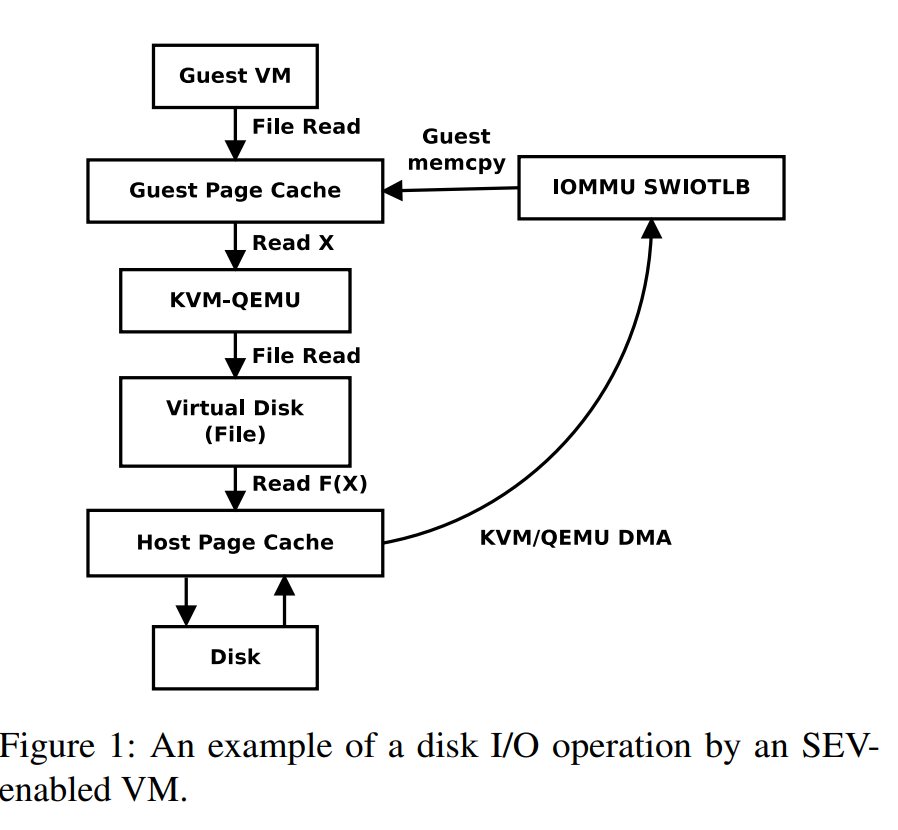 Guest VM
File Read
Guest
memcpy
Guest Page Cache
IOMMU SWIOTLB
Read X
KVM-QEMU
File Read
Virtual Disk
(File)
Read F(X)
Host Page Cache
KVM/QEMU DMA
Disk
Figure 1: An example of a disk I/O operation by an SEV-
enabled VM.